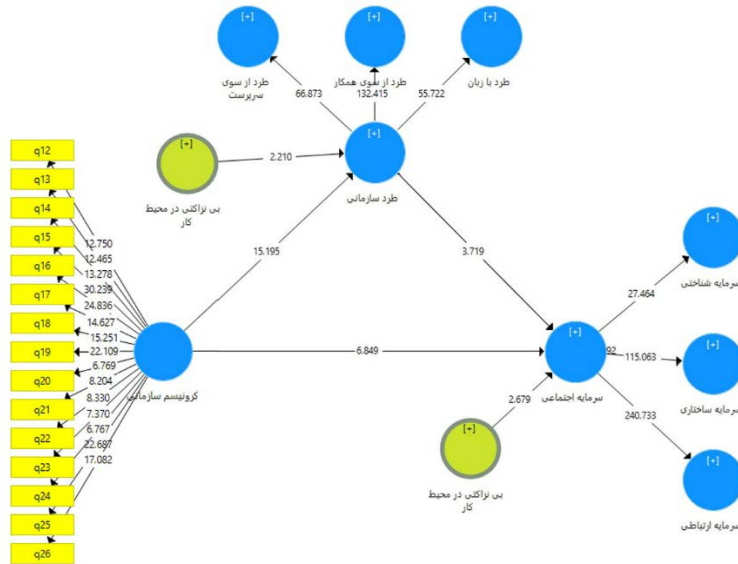 [+]
[+]
[+]
طرد از سوی
سرپرست
طرد از سوی همکار
طرد با زبان
66.873
132.415
55.722
[+]
2.210
[+]
بی نزاکتی در محیط
کار
طرد سازمانی
q12
q13
q14
q15
q16
q17
q18
q19
q20
q21
q22
q23
q24
q25
q26
12.750
12.465
13.278
30.239
24.836
14.627
15.251
22.109
6.769
8.204
8.330
7.370
6.767
22.687
17.082
کرونیسم سازمانی
15.195
3.719
6.849
[+]
سرمایه اجتماعی
2.679
[+]
بی نزاکتی در محیط
کار
27.464
92
115.063
240.733
[+]
سرمایه شناختی
[+]
سرمایه ساختاری
[+]
سرمایه ارتباطی